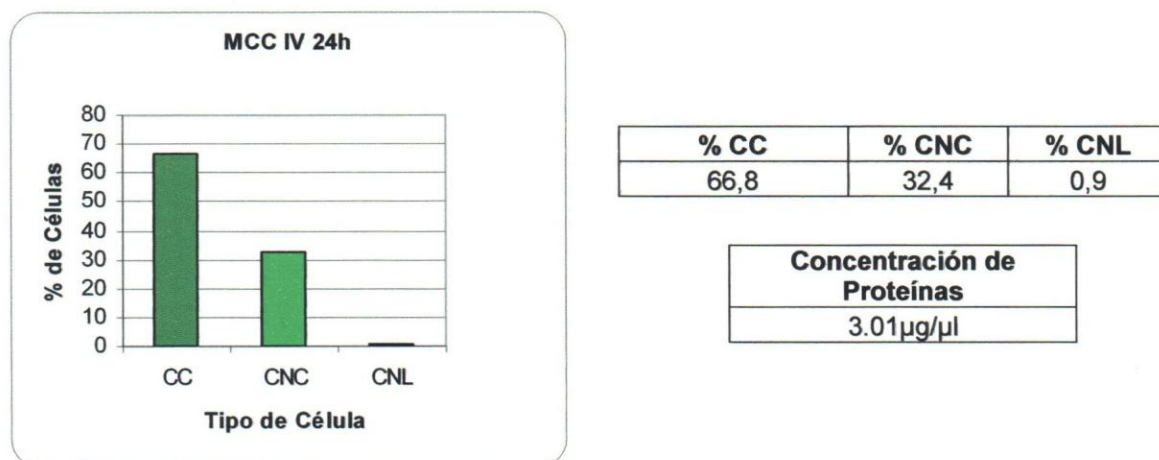 MCC IV 24h
80
70
60
50
40
30
20
10
0
% de Células
CC CNC CNL
Tipo de Célula
% CC % CNC % CNL
66,8 32,4 0,9
Concentración de
Proteínas
3.01µg/µl